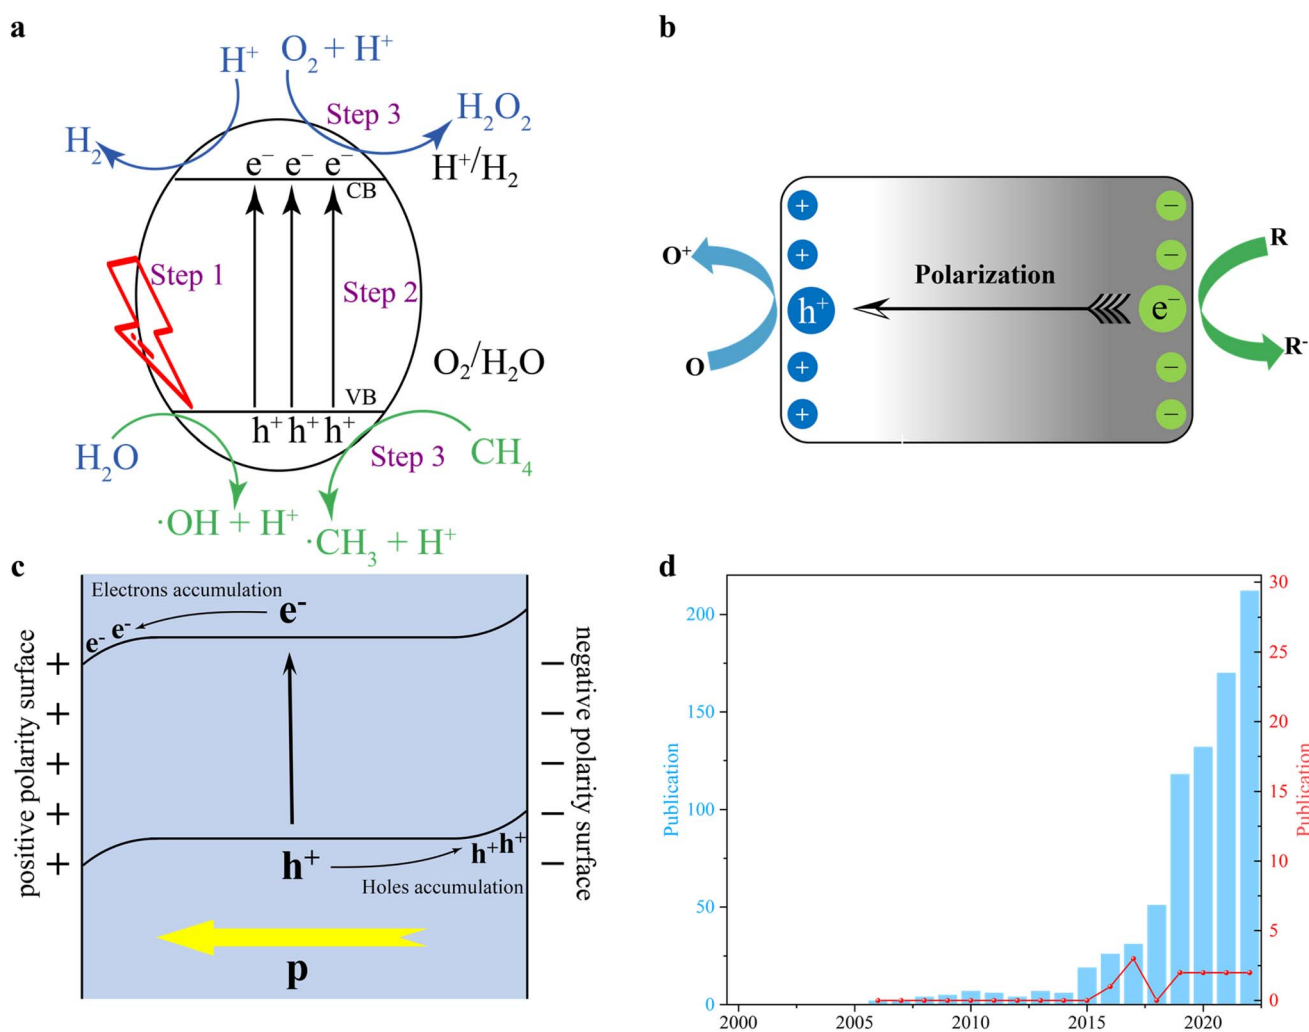 a
H⁺
O₂ + H⁺
Step 3
H₂
H₂O₂
e⁻ e⁻ e⁻
H⁺/H₂
CB
Step 1
Step 2
O₂/H₂O
VB
h⁺ h⁺ h⁺
H₂O
Step 3
CH₄
·OH + H⁺
·CH₃ + H⁺
b
+
+
+
+
−
−
−
−
O⁺
O
h⁺
Polarization
e⁻
R
R⁻
c
Electrons accumulation
e⁻
e⁻ e⁻
positive polarity surface
+
+
+
+
+
−
−
−
−
−
negative polarity surface
h⁺
h⁺h⁺
Holes accumulation
p
d
Publication
200
150
100
50
0
2000
2005
2010
2015
2020
30
25
20
15
10
5
0
Publication